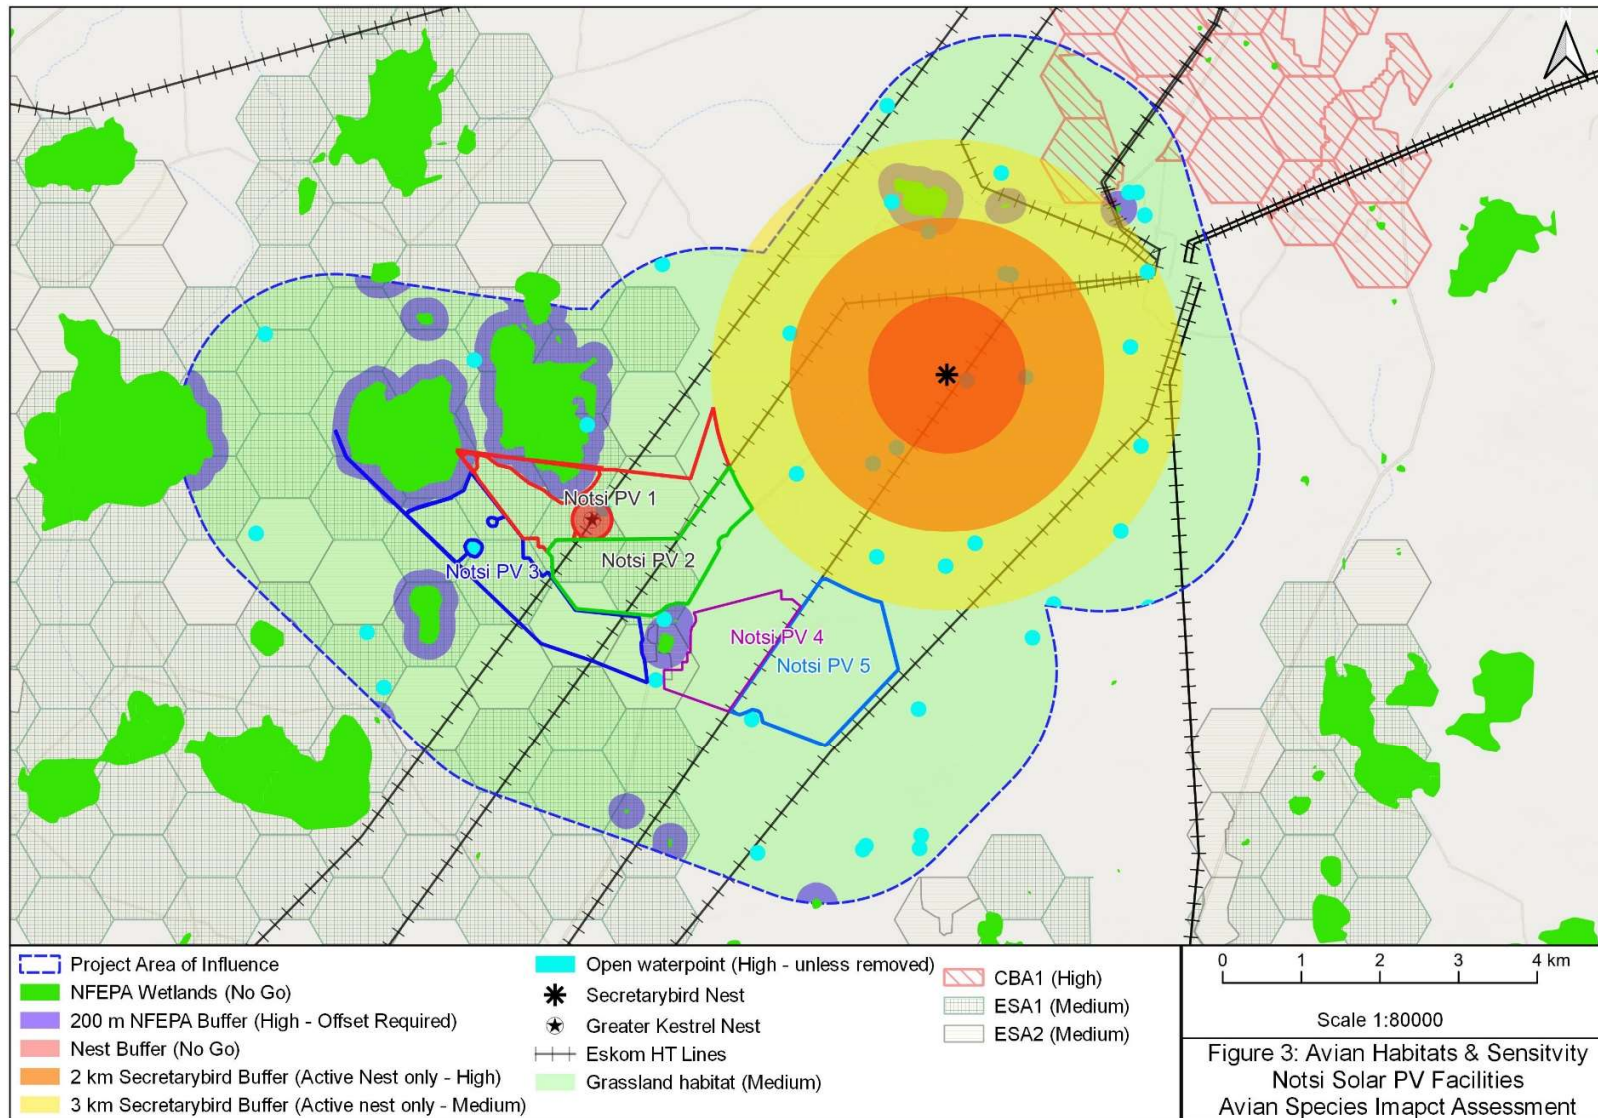 Notsi PV 1
Notsi PV 2
Notsi PV 3
Notsi PV 4
Notsi PV 5
Project Area of Influence
NFEPA Wetlands (No Go)
200 m NFEPA Buffer (High - Offset Required)
Nest Buffer (No Go)
2 km Secretarybird Buffer (Active Nest only - High)
3 km Secretarybird Buffer (Active nest only - Medium)
Open waterpoint (High - unless removed)
Secretarybird Nest
Greater Kestrel Nest
Eskom HT Lines
Grassland habitat (Medium)
CBA1 (High)
ESA1 (Medium)
ESA2 (Medium)
0 1 2 3 4 km
Scale 1:80000
Figure 3: Avian Habitats & Sensitvity
Notsi Solar PV Facilities
Avian Species Imapct Assessment